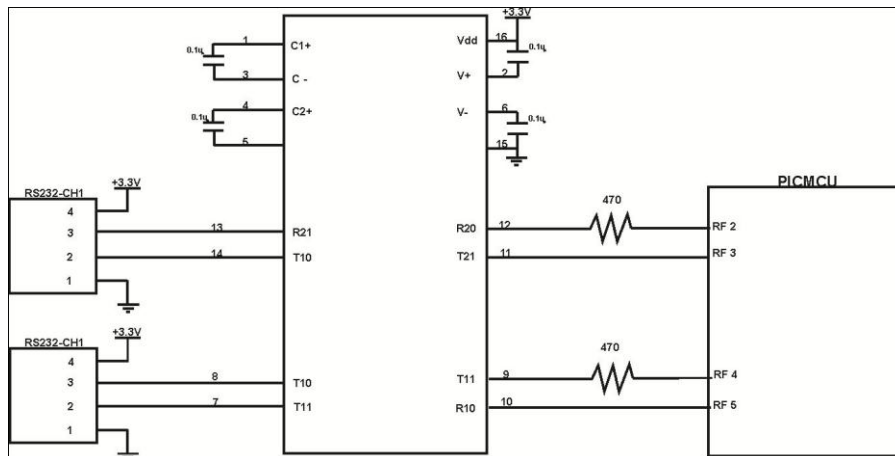 +3.3V
1 C1+ Vdd 16
0.1u 0.1u
3 C - V+ 2
4 C2+ V- 6
0.1u 0.1u
5 15
+3.3V
RS232-CH1 PICMCU
4 470
3 13 R21 R20 12 RF 2
2 14 T10 T21 11 RF 3
1
+3.3V
RS232-CH1 470
4
3 8 T10 T11 9 RF 4
2 7 T11 R10 10 RF 5
1